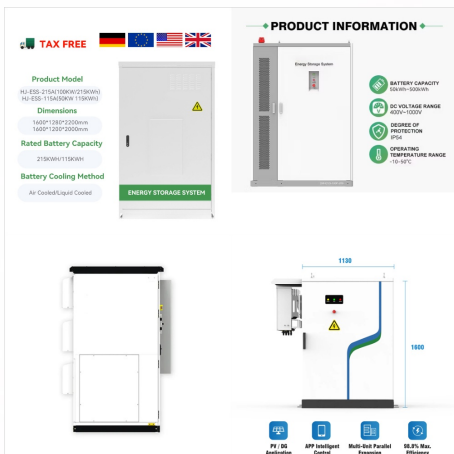 TAX FREE
Product Model
HJ-ESS-215A(100KW/215KWH)
HJ-ESS-115A(50KW 115KWH)
Dimensions
1600*1280*2200mm
1600*1200*2000mm
Rated Battery Capacity
215KWH/115KWH
Battery Cooling Method
Air Cooled/Liquid Cooled
ENERGY STORAGE SYSTEM
PRODUCT INFORMATION
Energy Storage System
BATTERY CAPACITY
50kWh~500kWh
DC VOLTAGE RANGE
400V~1000V
DEGREE OF
PROTECTION
IP54
OPERATING
TEMPERATURE RANGE
-10-50°C
1130
1600
PV / DG
Application
APP Intelligent
Control
Multi-Unit Parallel
Expansion
98.8% Max.
Efficiency